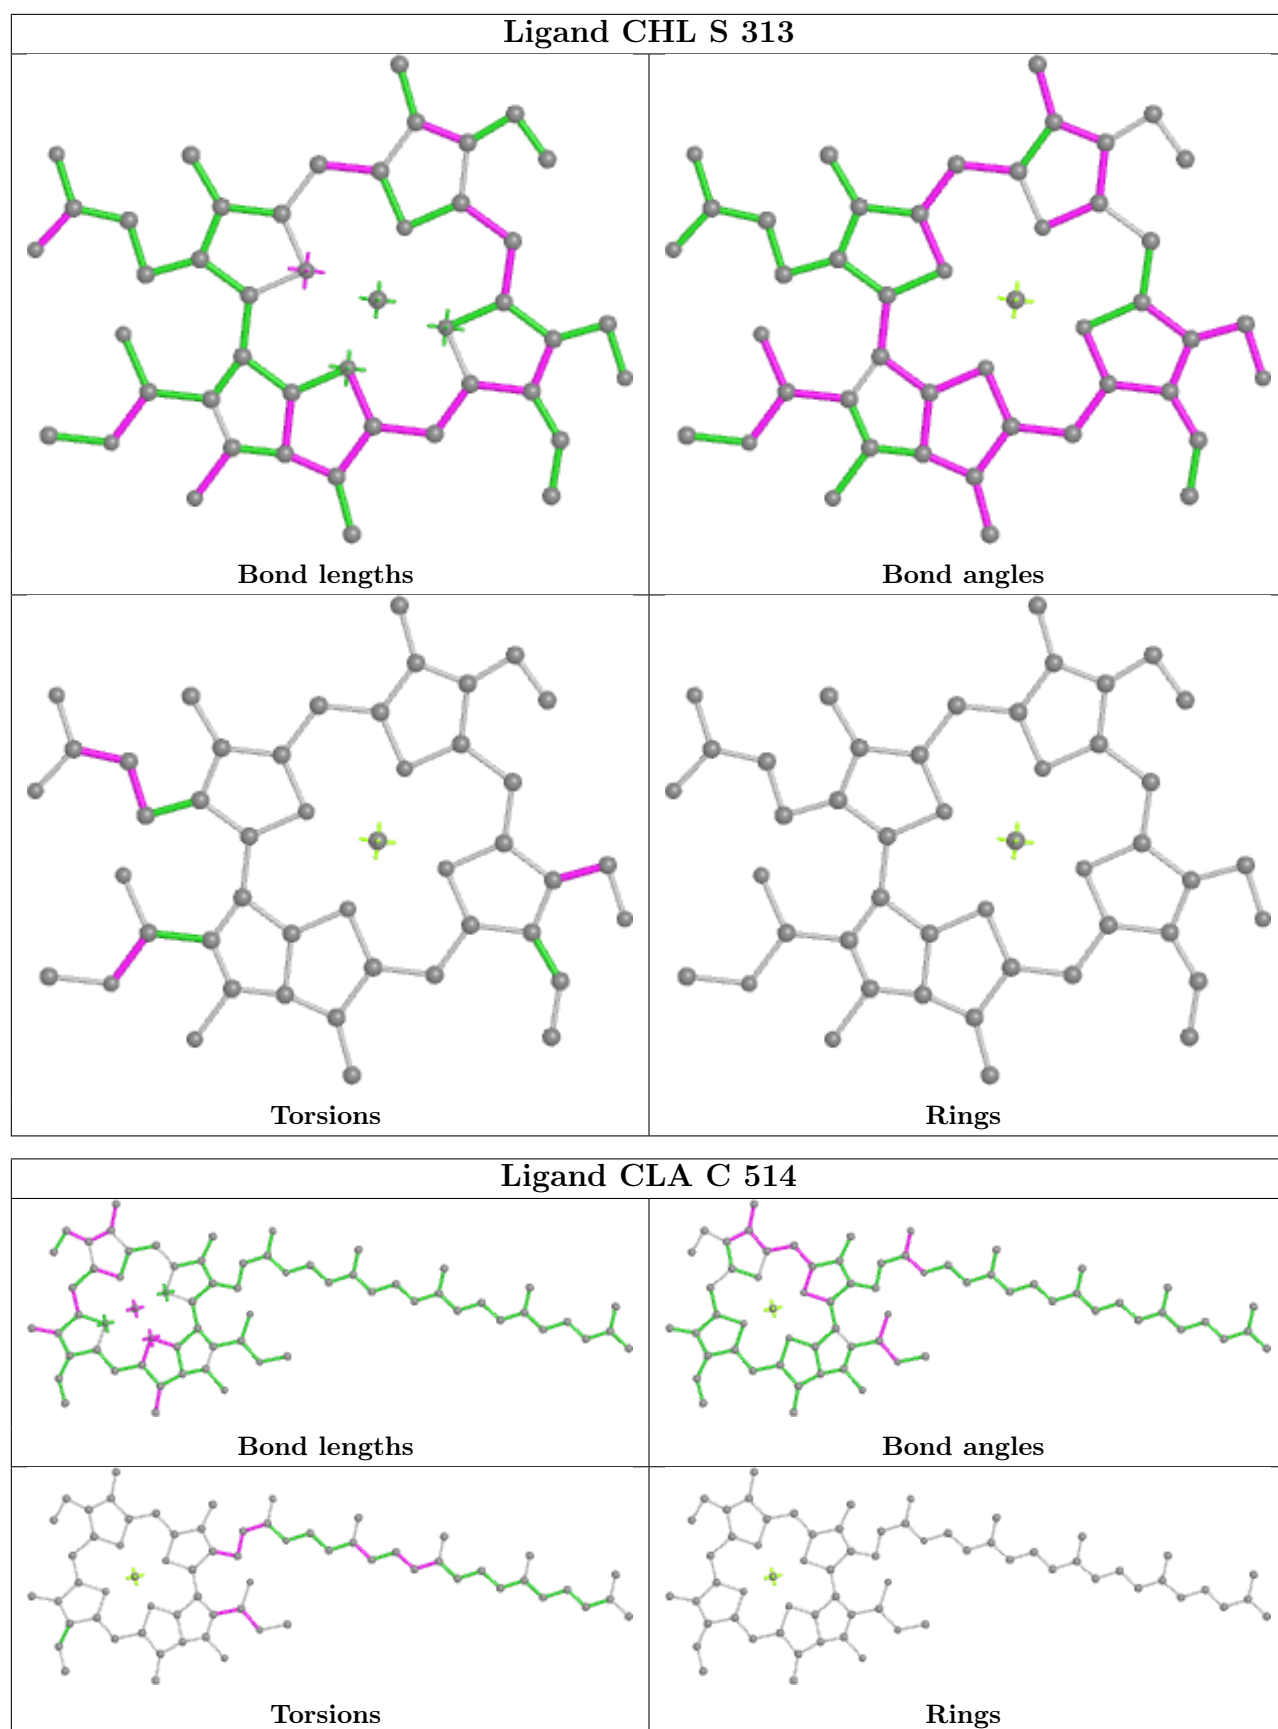 Ligand CHL S 313
Bond lengths
Bond angles
Torsions
Rings
Ligand CLA C 514
Bond lengths
Bond angles
Torsions
Rings